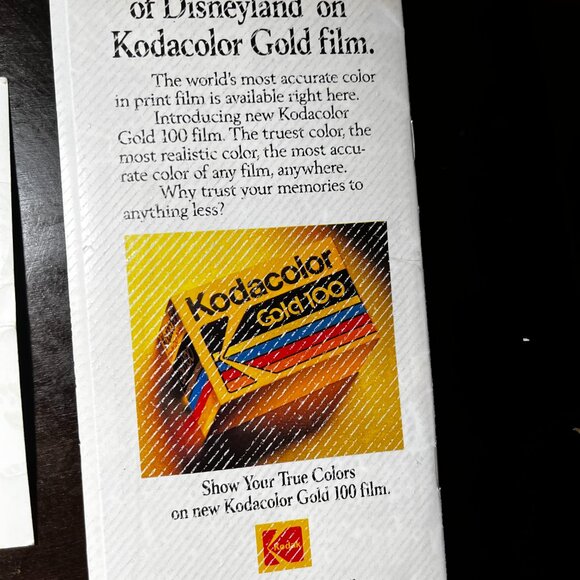 of Disneyland on
Kodacolor Gold film.
The world's most accurate color
in print film is available right here.
Introducing new Kodacolor
Gold 100 film. The truest color, the
most realistic color, the most accu-
rate color of any film, anywhere.
Why trust your memories to
anything less?
Kodacolor
Gold·100
Show Your True Colors
on new Kodacolor Gold 100 film.
Kodak